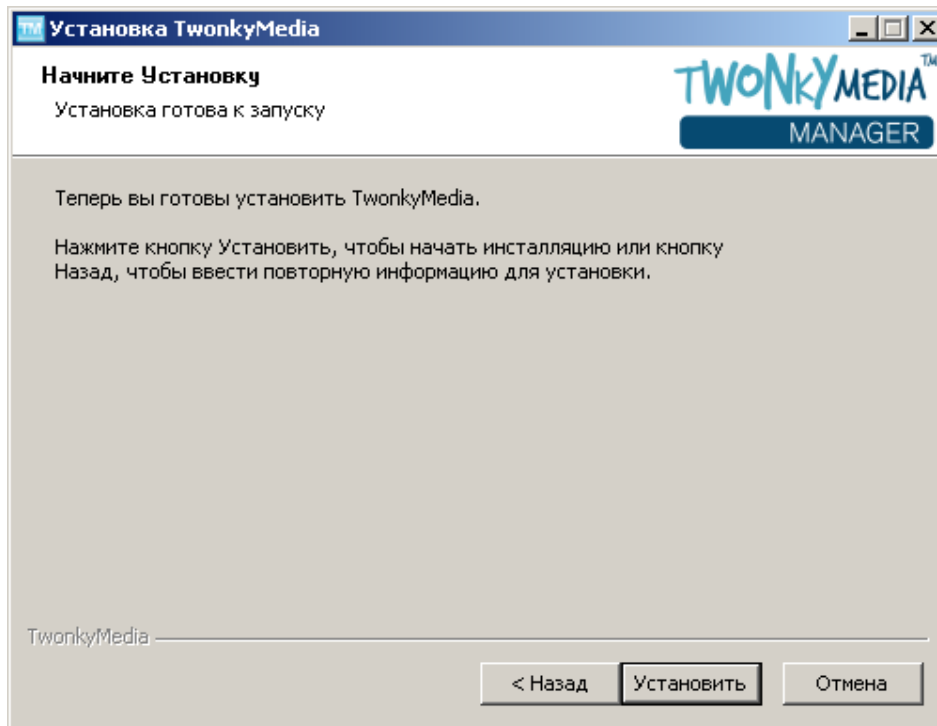 TM Установка TwonkyMedia
Начните Установку
Установка готова к запуску
TWONKYMEDIA™
MANAGER
Теперь вы готовы установить TwonkyMedia.
Нажмите кнопку Установить, чтобы начать инсталляцию или кнопку
Назад, чтобы ввести повторную информацию для установки.
TwonkyMedia
< Назад Установить Отмена